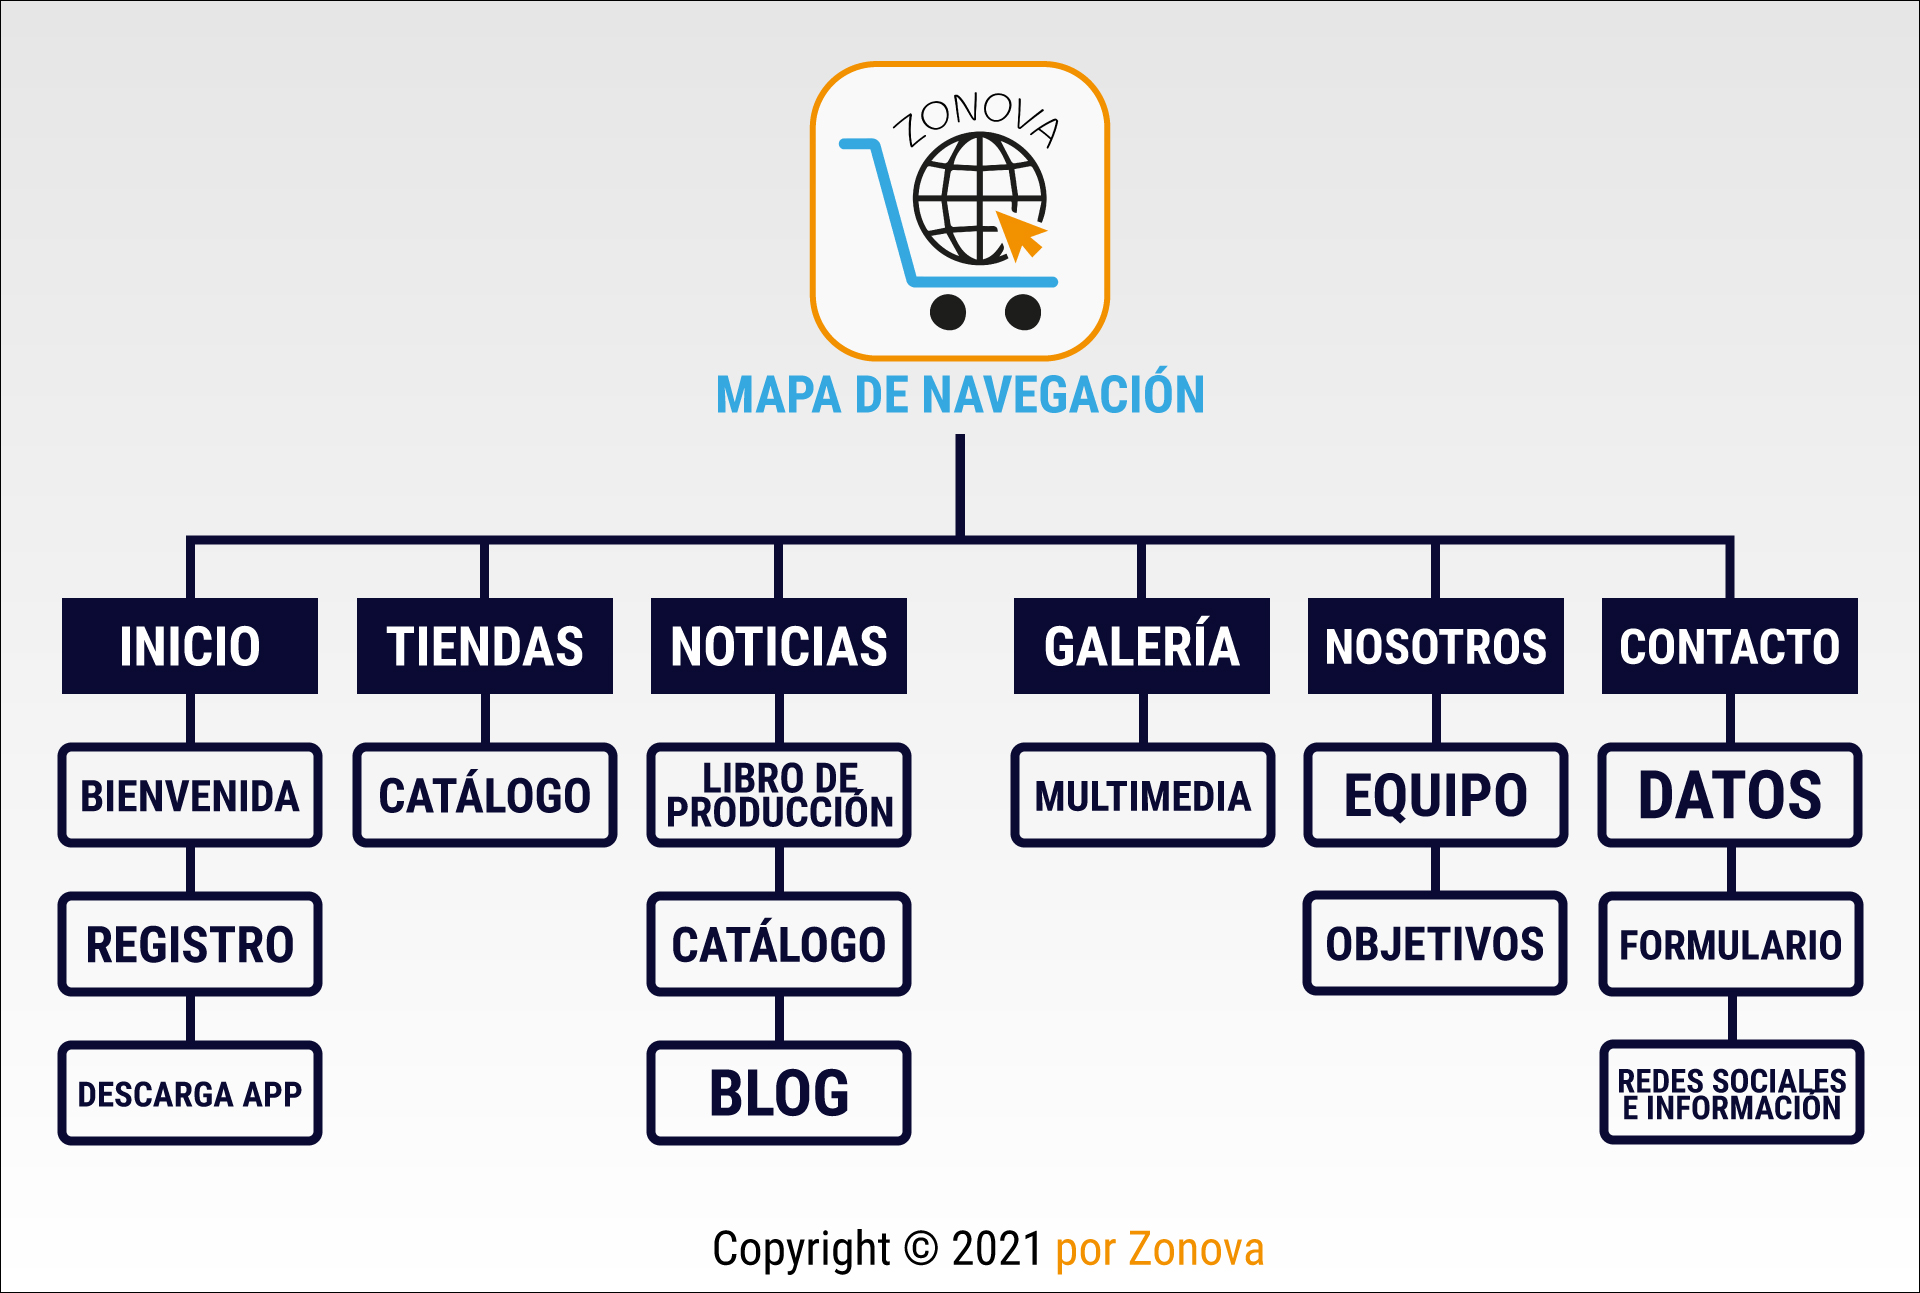 ZONOVA
MAPA DE NAVEGACIÓN
INICIO
TIENDAS
NOTICIAS
GALERÍA
NOSOTROS
CONTACTO
BIENVENIDA
CATÁLOGO
LIBRO DE
PRODUCCIÓN
MULTIMEDIA
EQUIPO
DATOS
REGISTRO
CATÁLOGO
OBJETIVOS
FORMULARIO
DESCARGA APP
BLOG
REDES SOCIALES
E INFORMACIÓN
Copyright © 2021 por Zonova